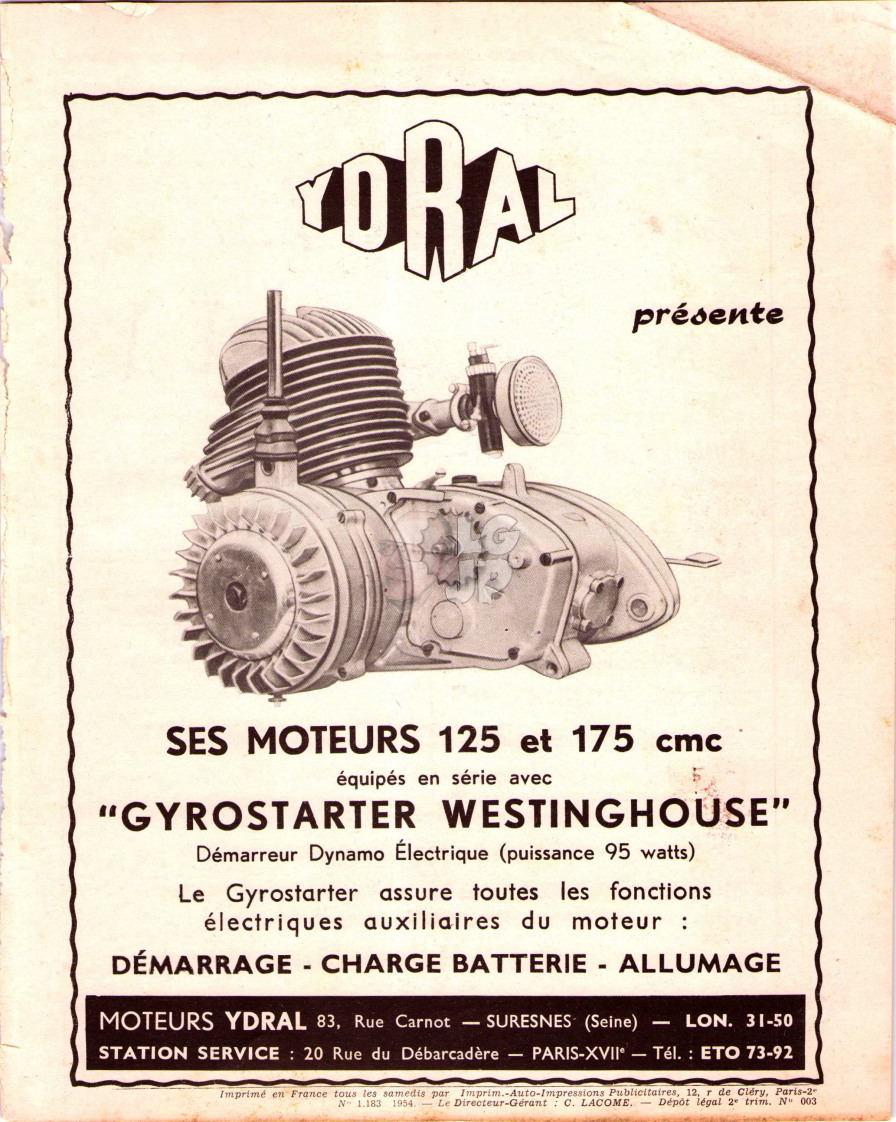 YDRAL
présente
LG
JP
SES MOTEURS 125 et 175 cmc
équipés en série avec
"GYROSTARTER WESTINGHOUSE"
Démarreur Dynamo Électrique (puissance 95 watts)
Le Gyrostarter assure toutes les fonctions
électriques auxiliaires du moteur :
DÉMARRAGE - CHARGE BATTERIE - ALLUMAGE
MOTEURS YDRAL 83, Rue Carnot — SURESNES (Seine) — LON. 31-50
STATION SERVICE : 20 Rue du Débarcadère — PARIS-XVIIe — Tél. : ETO 73-92
Imprimé en France tous les samedis par Imprim.-Auto-Impressions Publicitaires, 12, r de Cléry, Paris-2e
No 1.183 1954. — Le Directeur-Gérant : C. LACOME. — Dépôt légal 2e trim. No 003